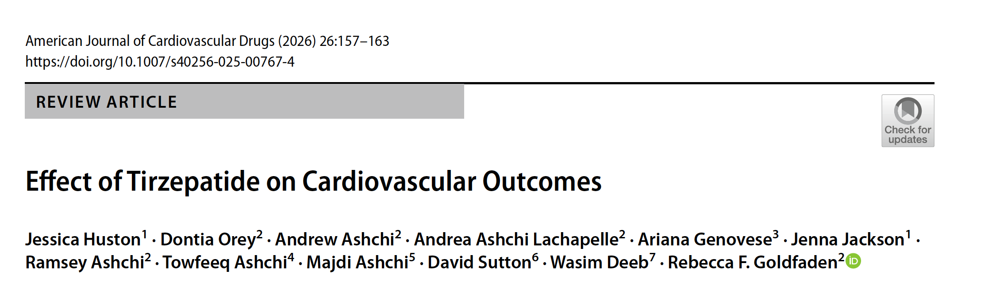 American Journal of Cardiovascular Drugs (2026) 26:157–163
https://doi.org/10.1007/s40256-025-00767-4
REVIEW ARTICLE
Check for
updates
Effect of Tirzepatide on Cardiovascular Outcomes
Jessica Huston1 · Dontia Orey2 · Andrew Ashchi2 · Andrea Ashchi Lachapelle2 · Ariana Genovese3 · Jenna Jackson1 ·
Ramsey Ashchi2 · Towfeeq Ashchi4 · Majdi Ashchi5 · David Sutton6 · Wasim Deeb7 · Rebecca F. Goldfaden2 iD